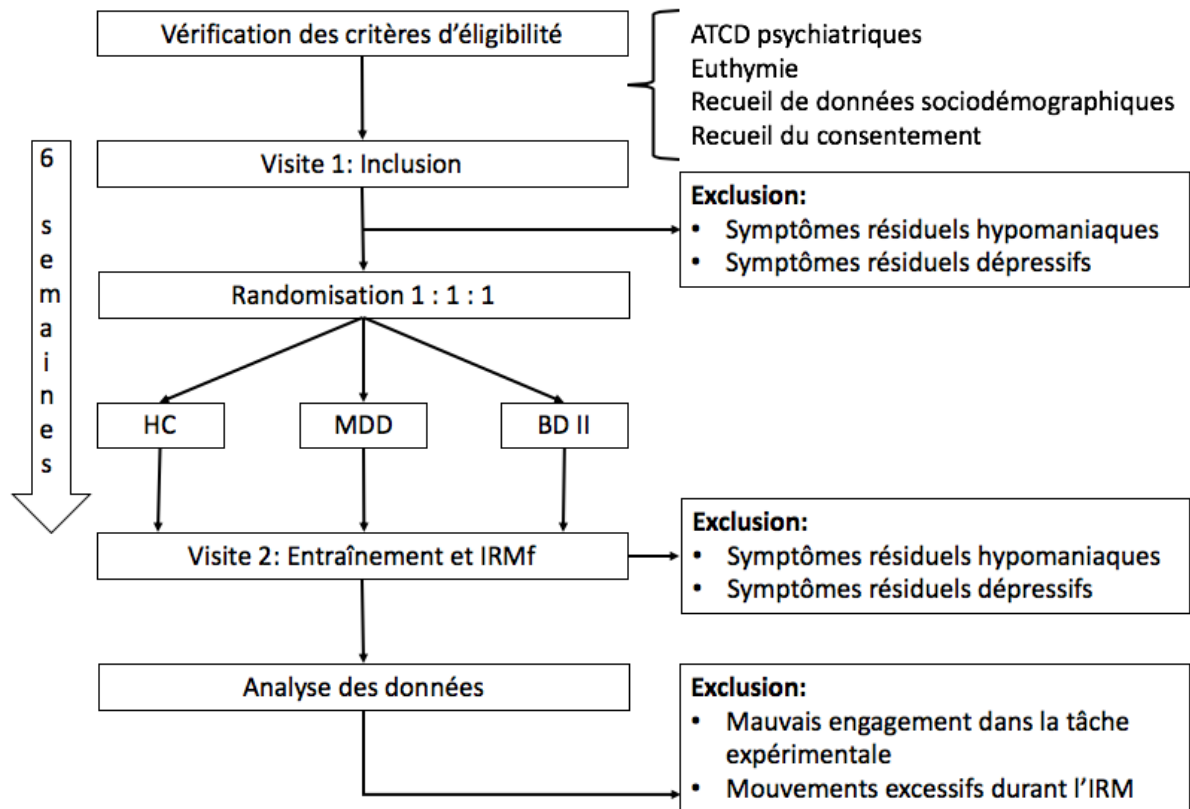 Vérification des critères d'éligibilité
ATCD psychiatriques
Euthymie
Recueil de données sociodémographiques
Recueil du consentement
6 semaines
Visite 1: Inclusion
Exclusion:
• Symptômes résiduels hypomaniaques
• Symptômes résiduels dépressifs
Randomisation 1 : 1 : 1
HC
MDD
BD II
Visite 2: Entraînement et IRMf
Exclusion:
• Symptômes résiduels hypomaniaques
• Symptômes résiduels dépressifs
Analyse des données
Exclusion:
• Mauvais engagement dans la tâche
expérimentale
• Mouvements excessifs durant l'IRM